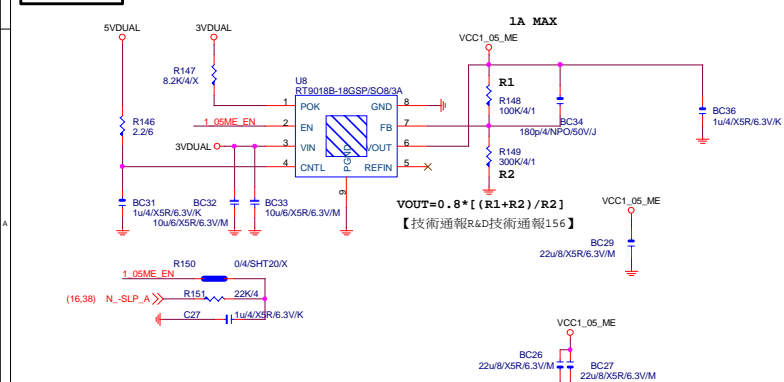 1A MAX
5VDUAL
3VDUAL
VCC1_05_ME
R147
8.2K/4/X
U8
RT9018B-18GSP/SO8/3A
R1
R148
100K/4/1
BC34
180p/4/NPO/50V/J
BC36
1u/4/X5R/6.3V/K
R146
2.2/6
1_05ME_EN
3VDUAL
1
POK
GND
8
2
EN
FB
7
3
VIN
VOUT
6
4
CNTL
REFIN
5
PGND
9
R149
300K/4/1
R2
BC31
1u/4/X5R/6.3V/K
BC32
10u/6/X5R/6.3V/M
BC33
10u/6/X5R/6.3V/M
VOUT=0.8*[(R1+R2)/R2]
【技術通報R&D技術通報156】
VCC1_05_ME
BC29
22u/8/X5R/6.3V/M
A
R150
0/4/SHT20/X
1_05ME_EN
(16,38)
N_-SLP_A
R151
22K/4
C27
1u/4/X5R/6.3V/K
VCC1_05_ME
BC26
22u/8/X5R/6.3V/M
BC27
22u/8/X5R/6.3V/M